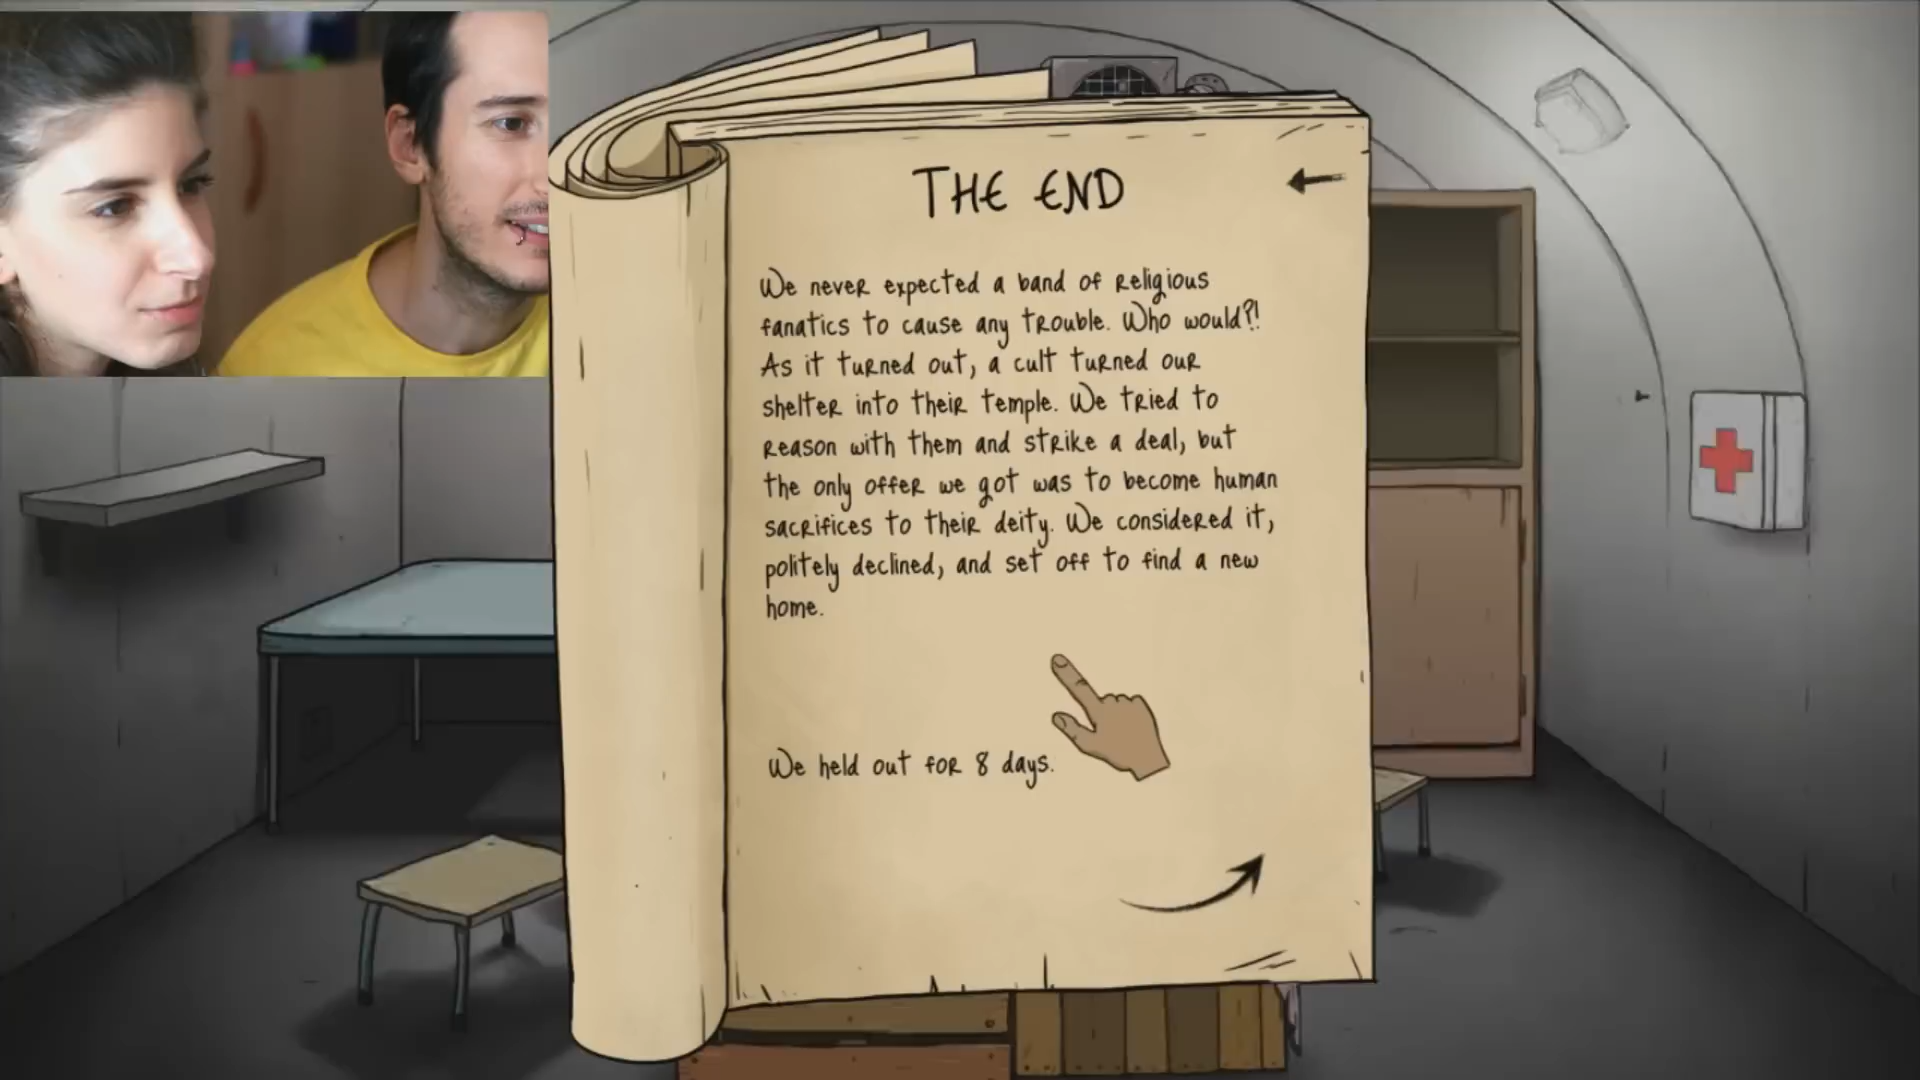 THE END
We never expected a band of religious
fanatics to cause any trouble. Who would?!
As it turned out, a cult turned our
shelter into their temple. We tried to
reason with them and strike a deal, but
the only offer we got was to become human
sacrifices to their deity. We considered it,
politely declined, and set off to find a new
home.
We held out for 8 days.